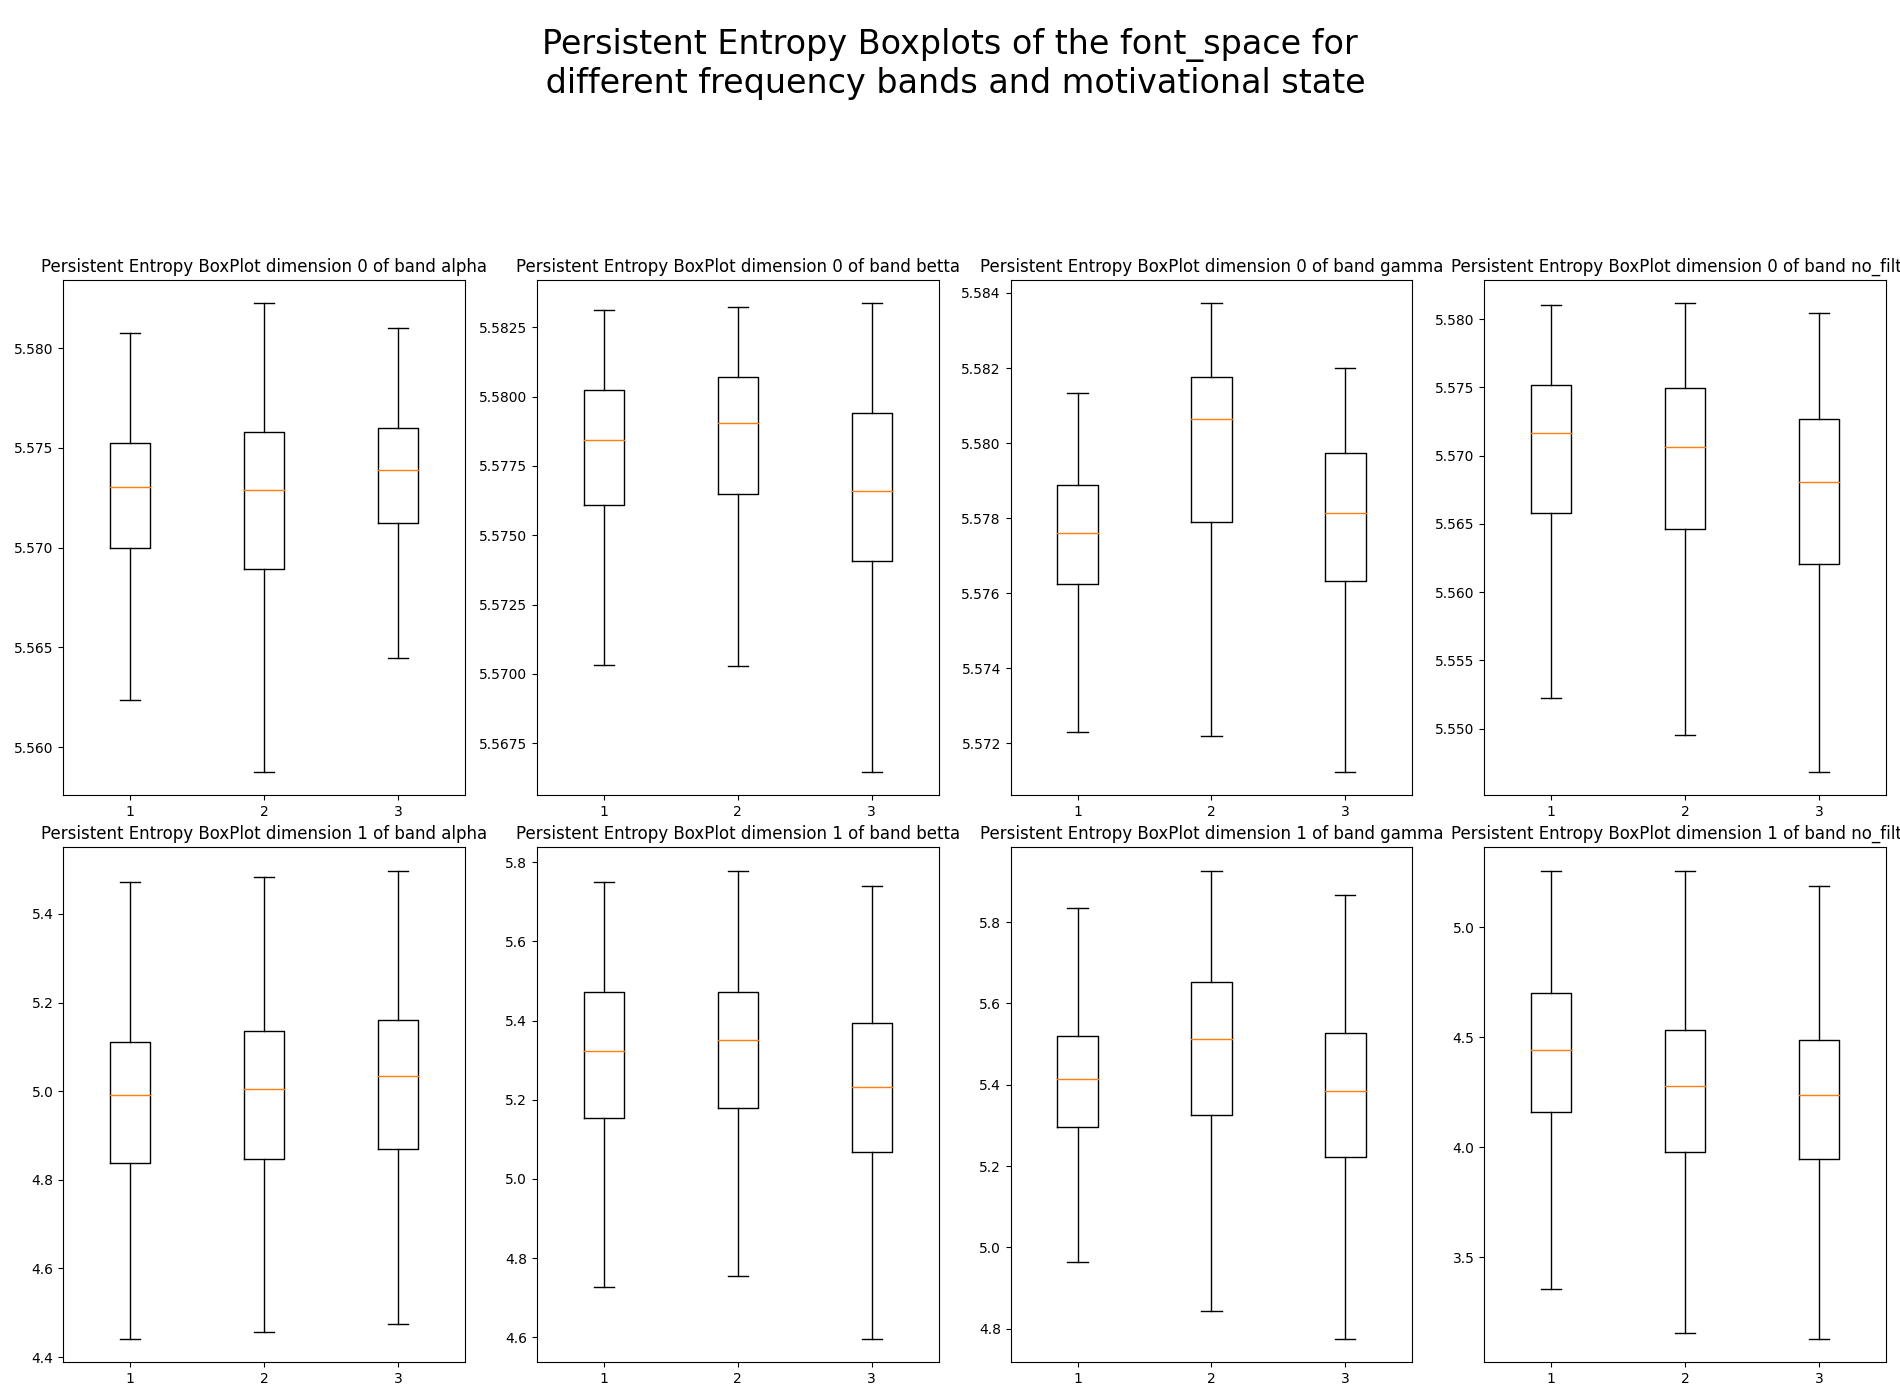 Persistent Entropy Boxplots of the font_space for
different frequency bands and motivational state
Persistent Entropy BoxPlot dimension 0 of band alpha
5.580
5.575
5.570
5.565
5.560
1 2 3
Persistent Entropy BoxPlot dimension 0 of band betta
5.5825
5.5800
5.5775
5.5750
5.5725
5.5700
5.5675
1 2 3
Persistent Entropy BoxPlot dimension 0 of band gamma
5.584
5.582
5.580
5.578
5.576
5.574
5.572
1 2 3
Persistent Entropy BoxPlot dimension 0 of band no_filt
5.580
5.575
5.570
5.565
5.560
5.555
5.550
1 2 3
Persistent Entropy BoxPlot dimension 1 of band alpha
5.4
5.2
5.0
4.8
4.6
4.4
1 2 3
Persistent Entropy BoxPlot dimension 1 of band betta
5.8
5.6
5.4
5.2
5.0
4.8
4.6
1 2 3
Persistent Entropy BoxPlot dimension 1 of band gamma
5.8
5.6
5.4
5.2
5.0
4.8
1 2 3
Persistent Entropy BoxPlot dimension 1 of band no_filt
5.0
4.5
4.0
3.5
1 2 3